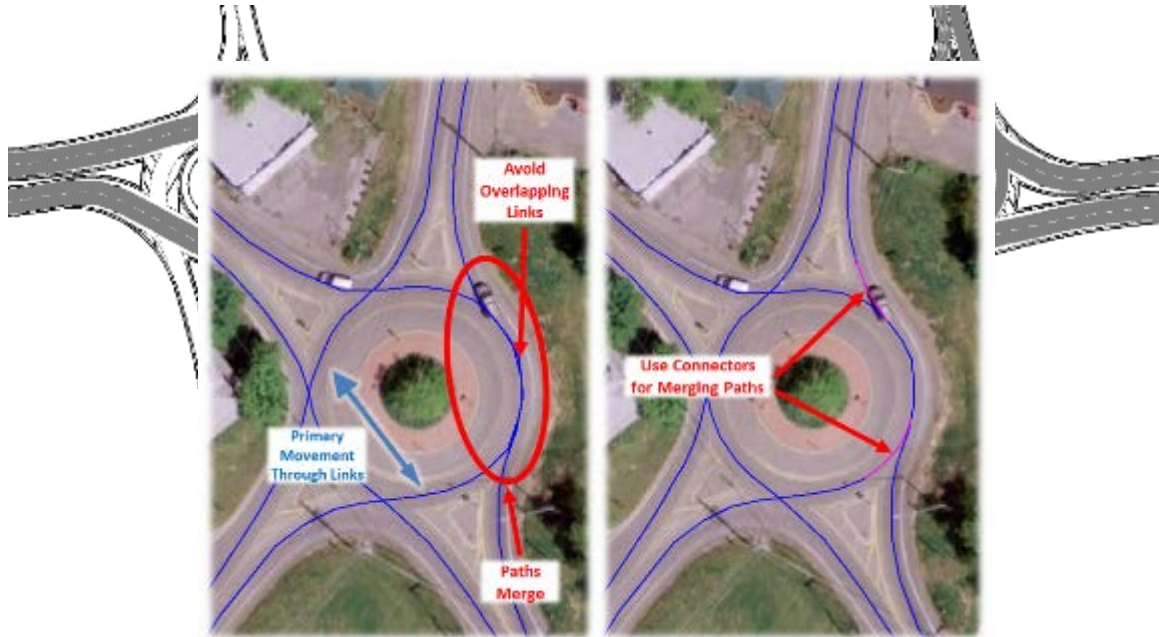 Avoid
Overlapping
Links
Primary
Movement
Through Links
Paths
Merge
Use Connectors
for Merging Paths